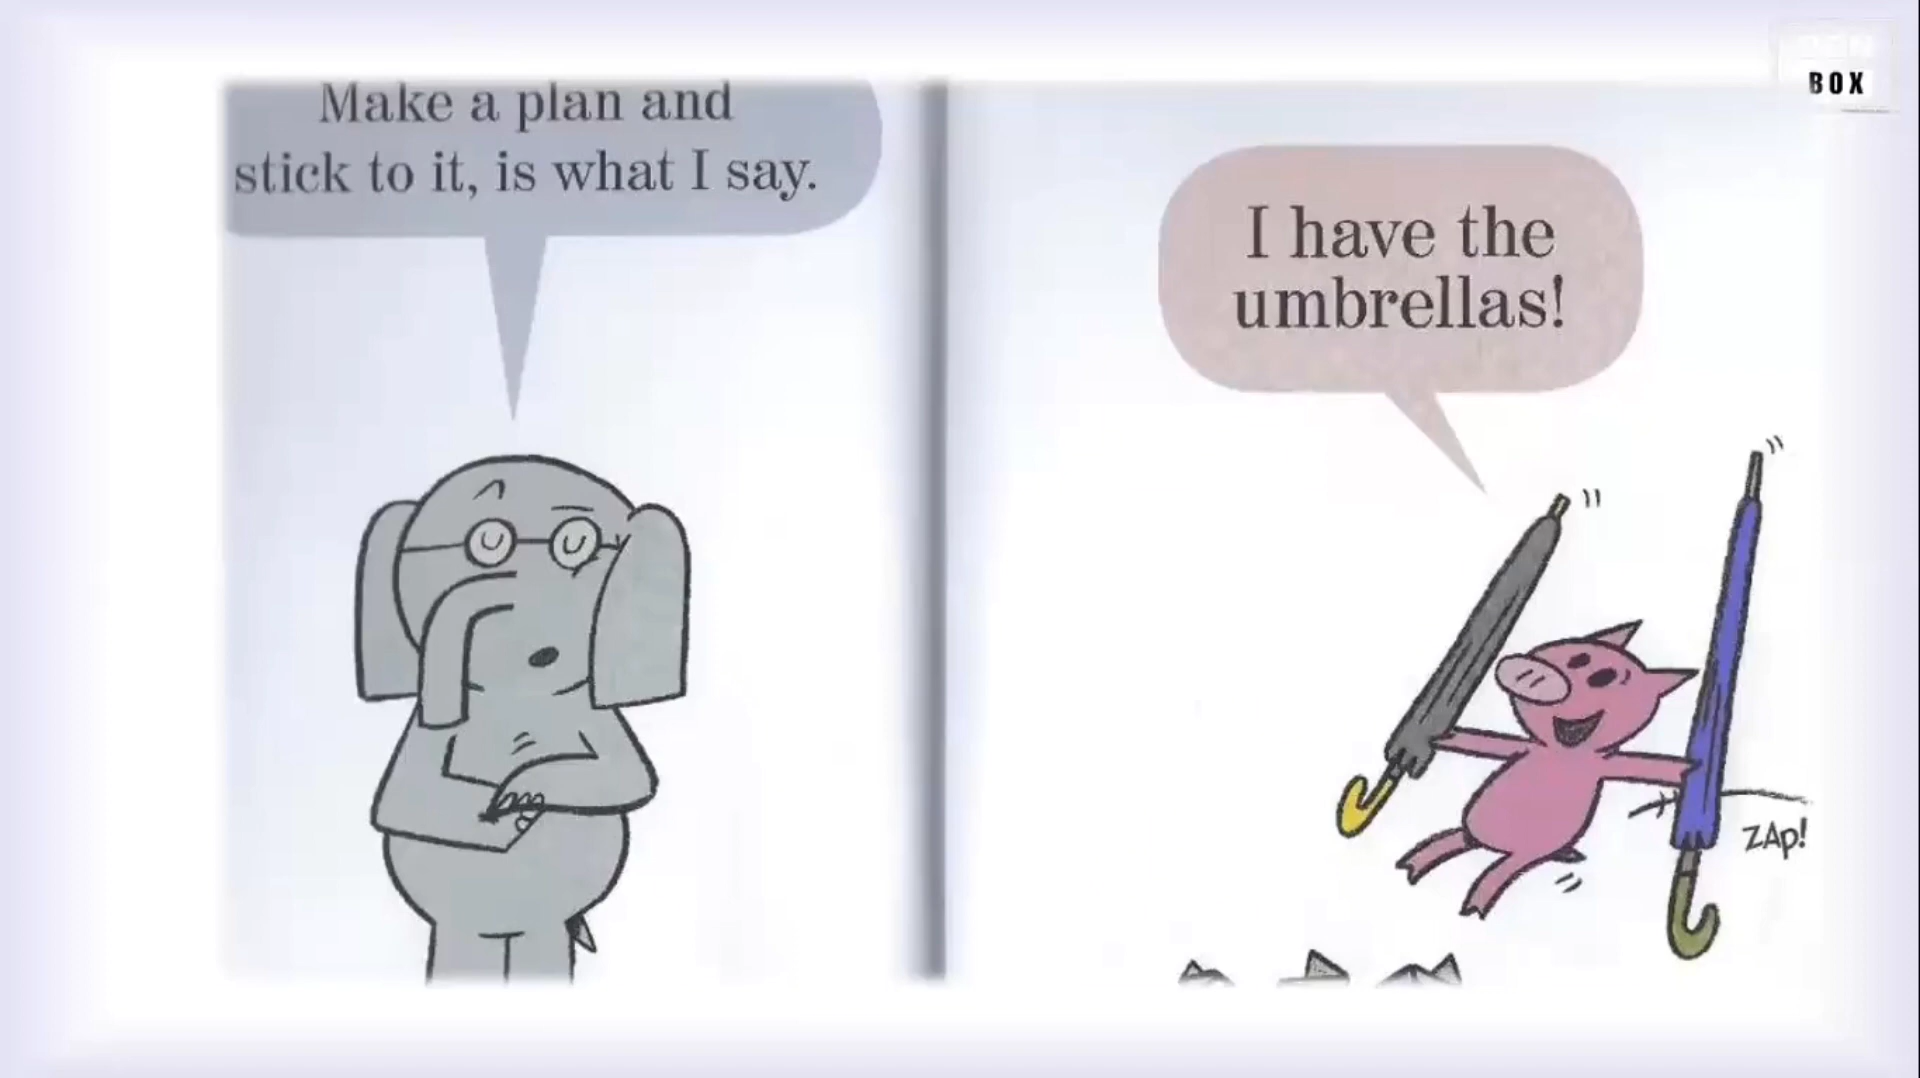 Make a plan and
stick to it, is what I say.
I have the
umbrellas!
ZAp!
BOX